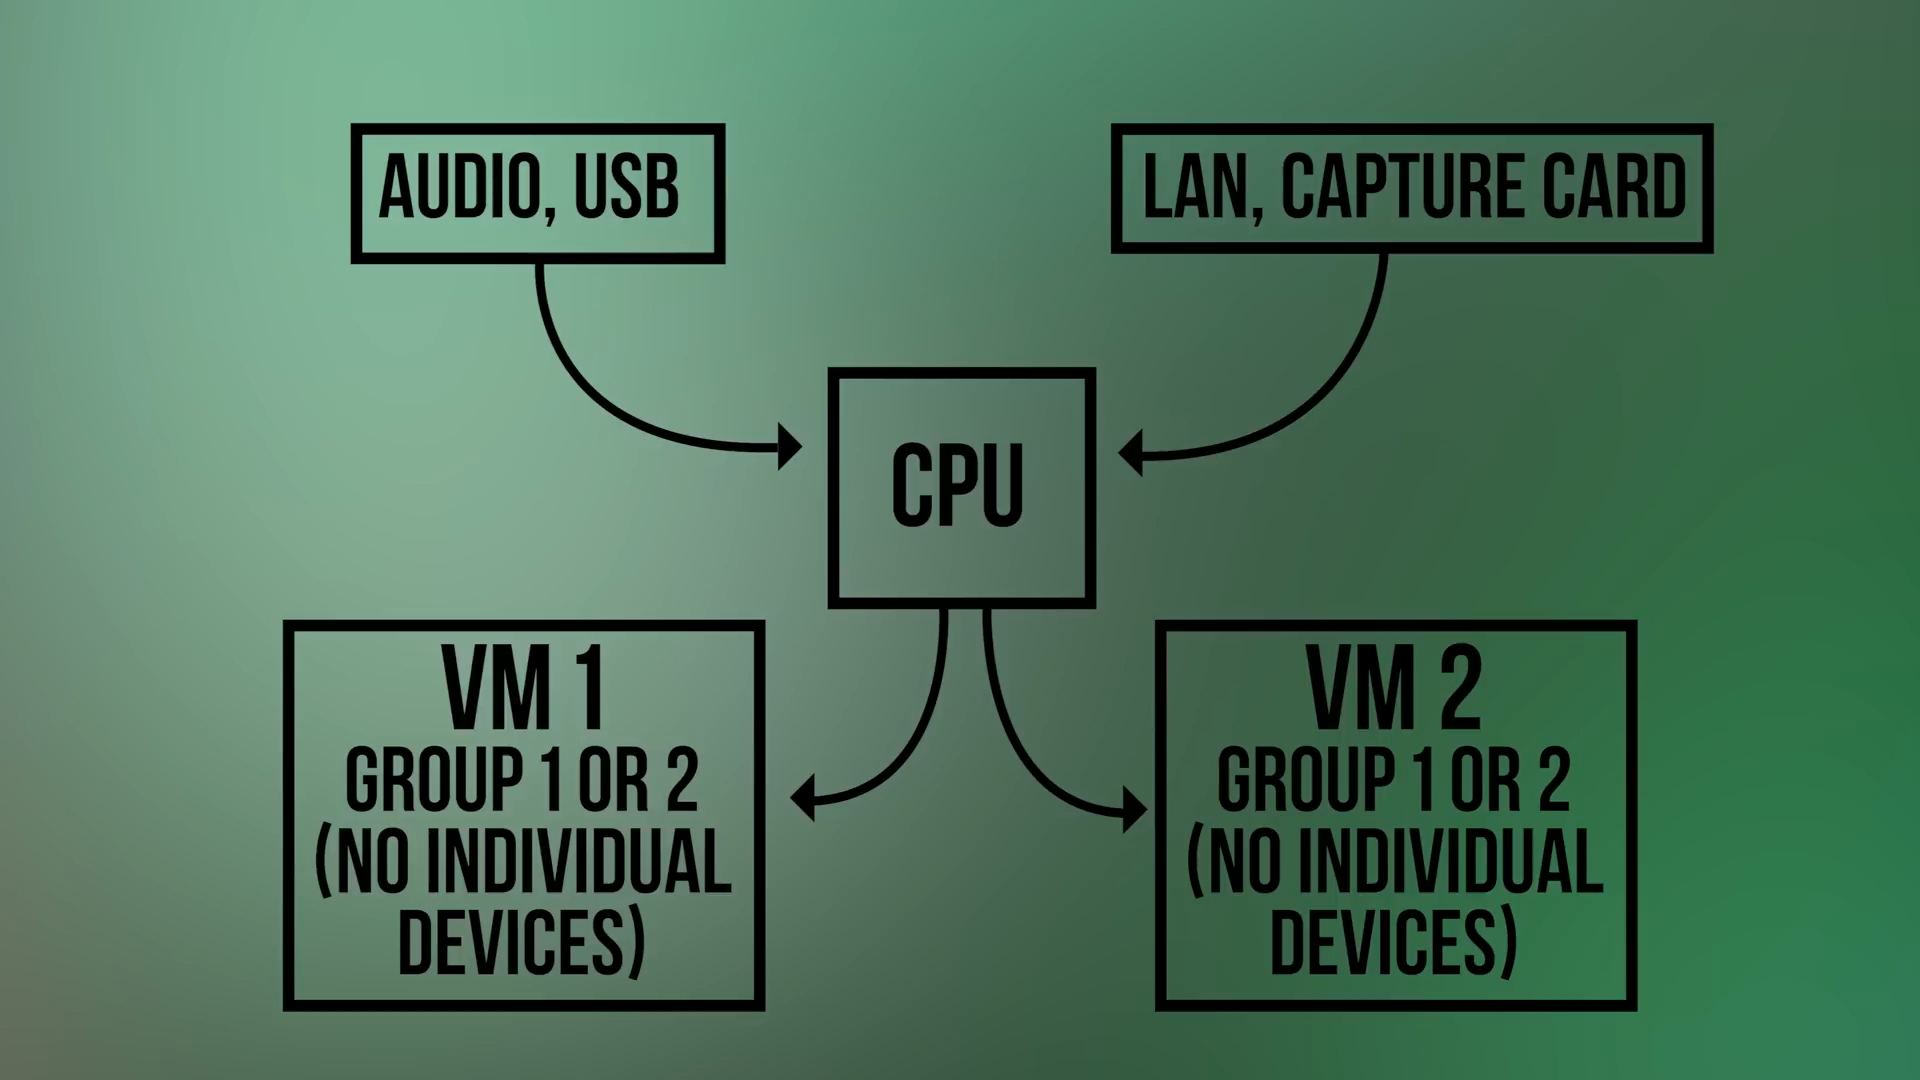 AUDIO, USB
LAN, CAPTURE CARD
CPU
VM 1
GROUP 1 OR 2
(NO INDIVIDUAL
DEVICES)
VM 2
GROUP 1 OR 2
(NO INDIVIDUAL
DEVICES)